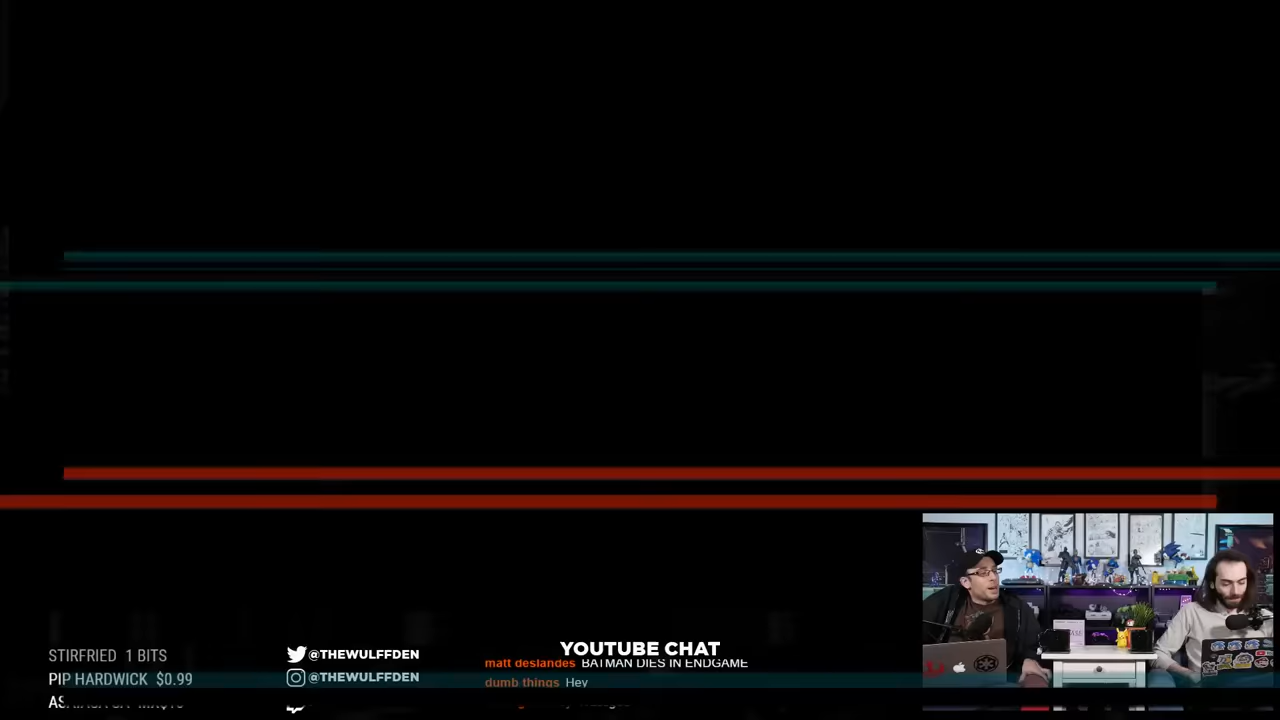 STIRFRIED 1 BITS
PIP HARDWICK $0.99
@THEWULFFDEN
@THEWULFFDEN
YOUTUBE CHAT
matt deslandes BATMAN DIES IN ENDGAME
dumb things Hey